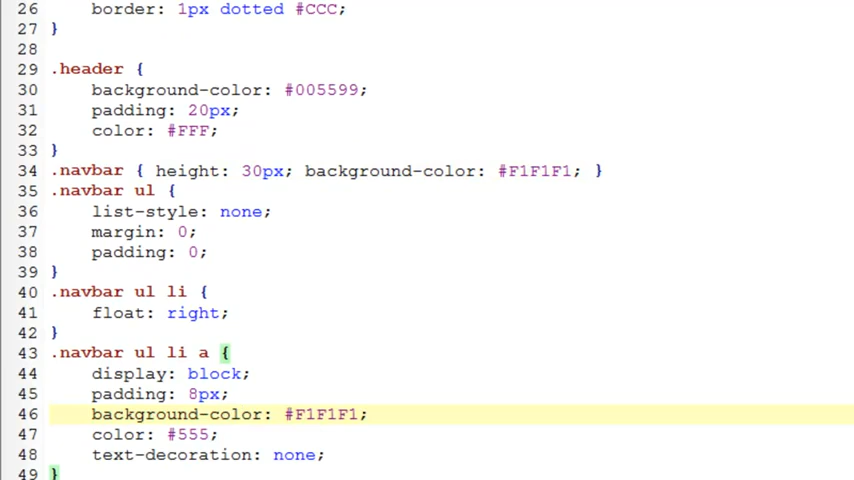 26 border: 1px dotted #CCC;
27 }
28
29 .header {
30 background-color: #005599;
31 padding: 20px;
32 color: #FFF;
33 }
34 .navbar { height: 30px; background-color: #F1F1F1; }
35 .navbar ul {
36 list-style: none;
37 margin: 0;
38 padding: 0;
39 }
40 .navbar ul li {
41 float: right;
42 }
43 .navbar ul li a {
44 display: block;
45 padding: 8px;
46 background-color: #F1F1F1;
47 color: #555;
48 text-decoration: none;
49 }